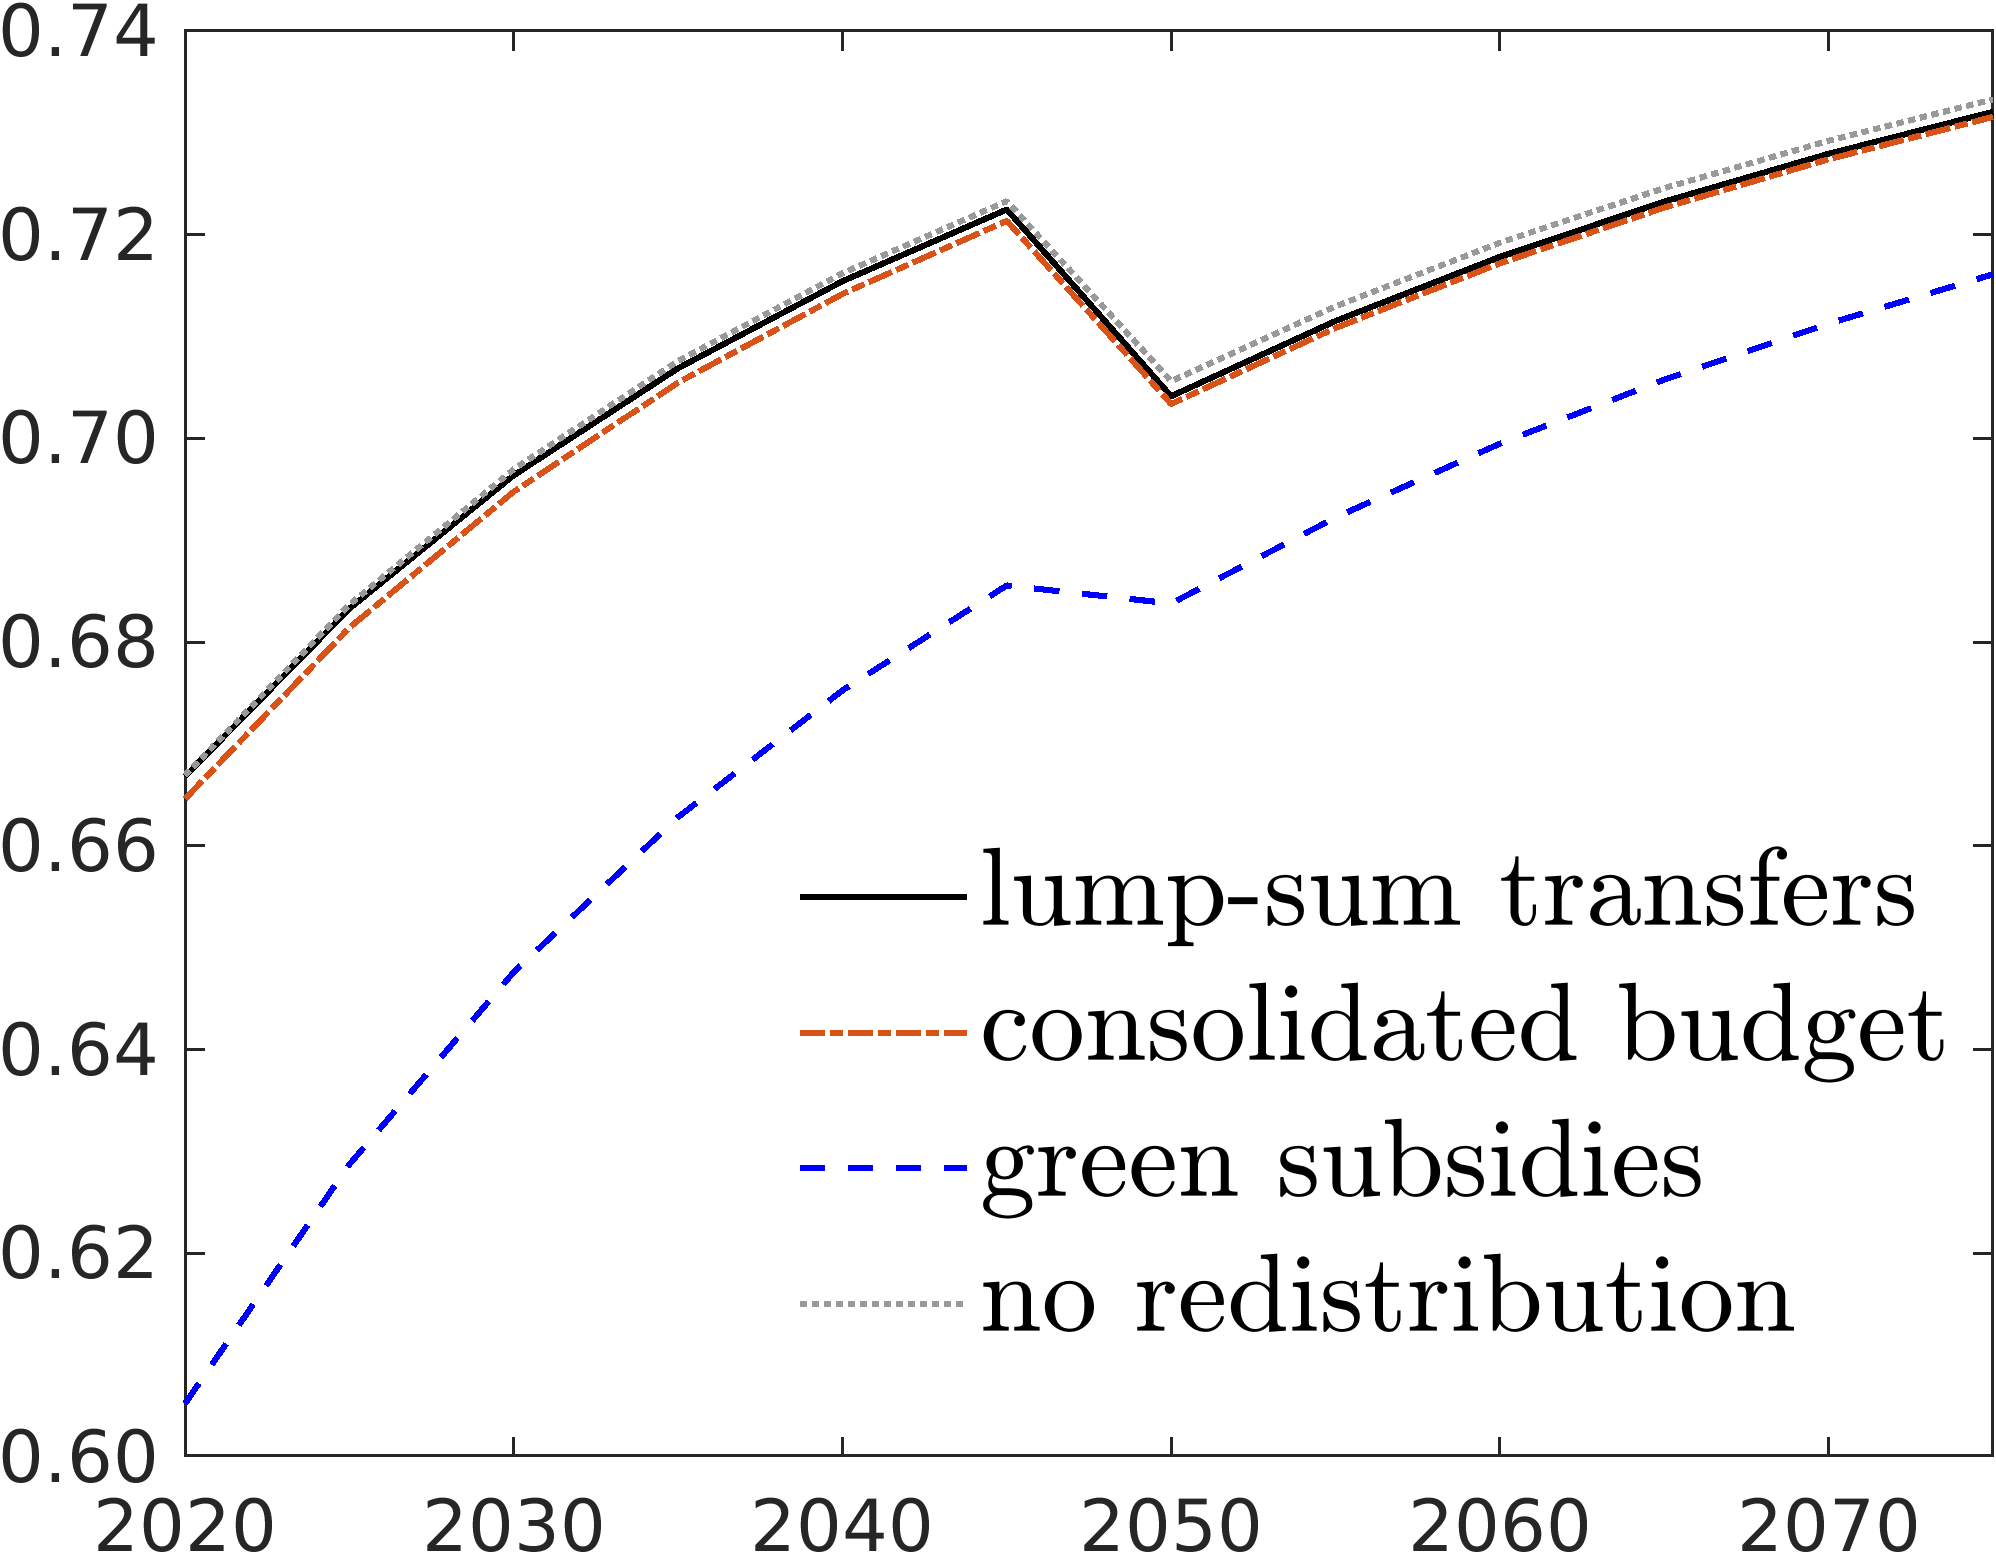 0.74
0.72
0.70
0.68
0.66
0.64
0.62
0.60
lump-sum transfers
consolidated budget
green subsidies
no redistribution
2020 2030 2040 2050 2060 2070